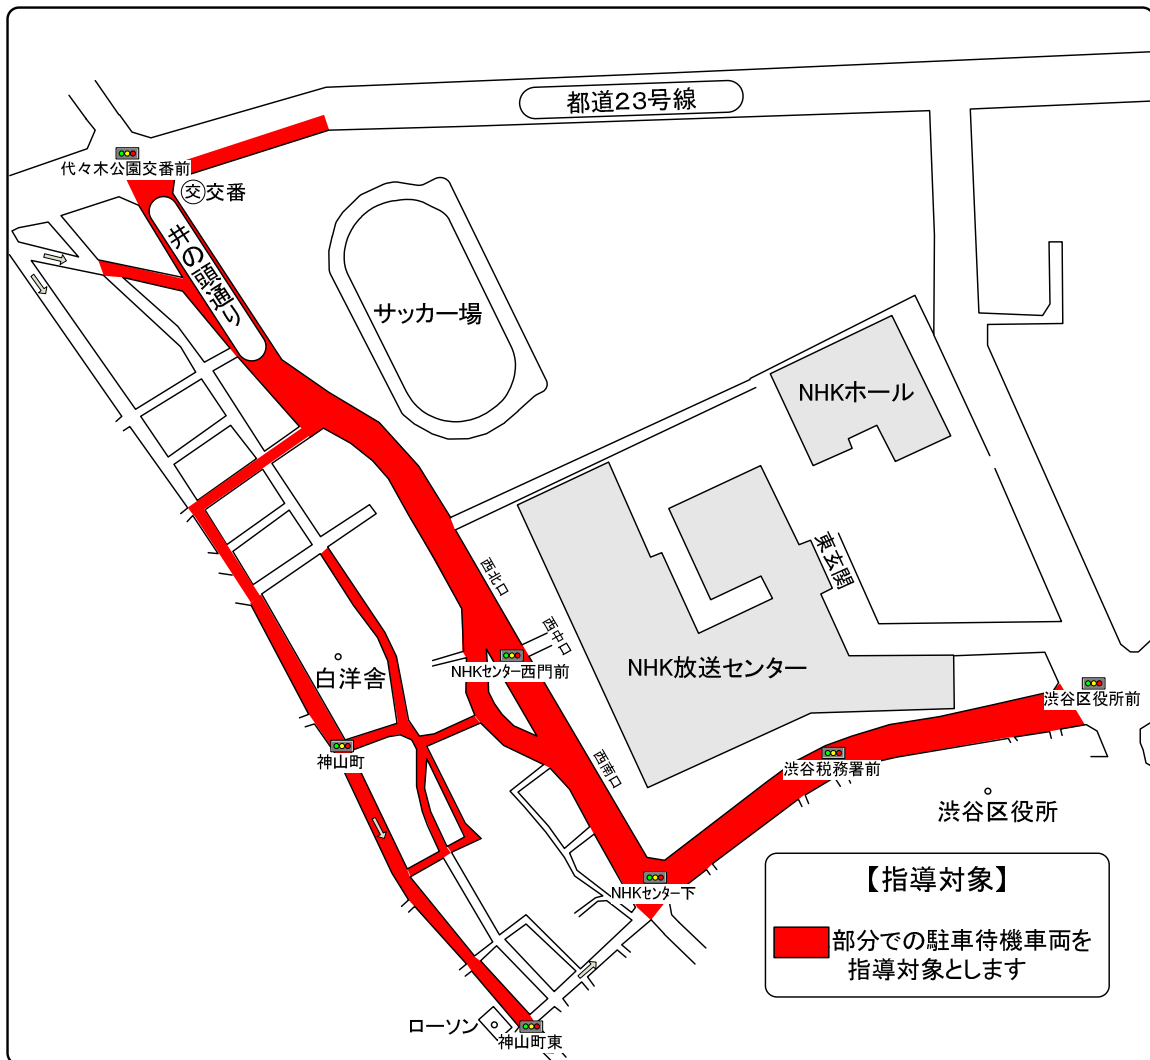 都道23号線
代々木公園交番前
交 交番
井の頭通り
サッカー場
NHKホール
東玄関
西北口
西中口
NHKセンター西門前
NHK放送センター
白洋舎
渋谷区役所前
神山町
西南口
渋谷税務署前
渋谷区役所
NHKセンター下
【指導対象】
部分での駐車待機車両を
指導対象とします
ローソン
神山町東